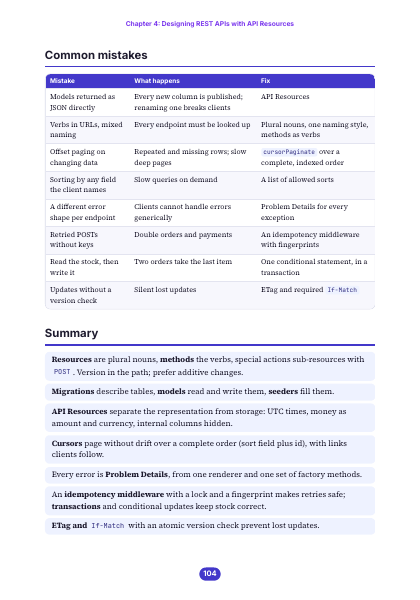 Chapter 4: Designing REST APIs with API Resources
Common mistakes
Mistake What happens Fix
Models returned as JSON directly Every new column is published; renaming one breaks clients API Resources
Verbs in URLs, mixed naming Every endpoint must be looked up Plural nouns, one naming style, methods as verbs
Offset paging on changing data Repeated and missing rows; slow deep pages cursorPaginate over a complete, indexed order
Sorting by any field the client names Slow queries on demand A list of allowed sorts
A different error shape per endpoint Clients cannot handle errors generically Problem Details for every exception
Retried POSTs without keys Double orders and payments An idempotency middleware with fingerprints
Read the stock, then write it Two orders take the last item One conditional statement, in a transaction
Updates without a version check Silent lost updates ETag and required If-Match
Summary
Resources are plural nouns, methods the verbs, special actions sub-resources with
POST . Version in the path; prefer additive changes.
Migrations describe tables, models read and write them, seeders fill them.
API Resources separate the representation from storage: UTC times, money as
amount and currency, internal columns hidden.
Cursors page without drift over a complete order (sort field plus id), with links
clients follow.
Every error is Problem Details, from one renderer and one set of factory methods.
An idempotency middleware with a lock and a fingerprint makes retries safe;
transactions and conditional updates keep stock correct.
ETag and If-Match with an atomic version check prevent lost updates.
104